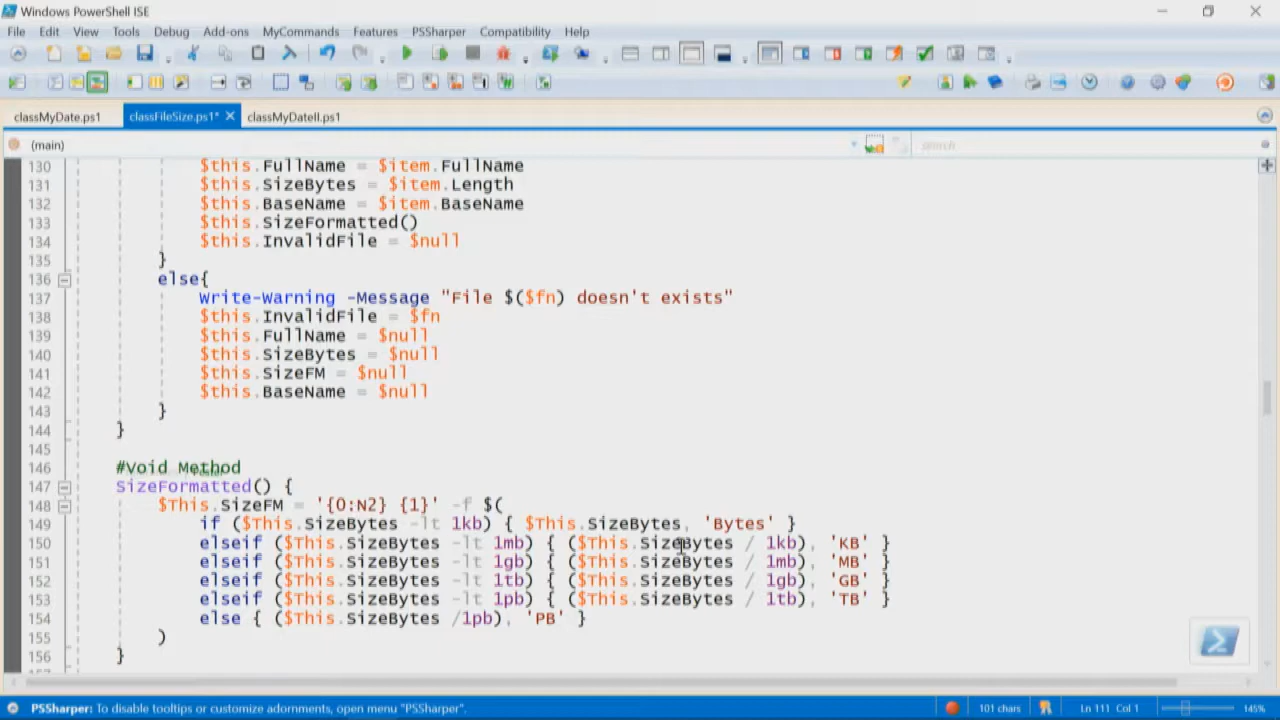 Windows PowerShell ISE
File Edit View Tools Debug Add-ons MyCommands Features PSSharper Compatibility Help
classMyDate.ps1 classFileSize.ps1* classMyDateII.ps1
(main) search
130 $this.FullName = $item.FullName
131 $this.SizeBytes = $item.Length
132 $this.BaseName = $item.BaseName
133 $this.SizeFormatted()
134 $this.InvalidFile = $null
135 }
136 else{
137 Write-Warning -Message "File $($fn) doesn't exists"
138 $this.InvalidFile = $fn
139 $this.FullName = $null
140 $this.SizeBytes = $null
141 $this.SizeFM = $null
142 $this.BaseName = $null
143 }
144 }
145
146 #Void Method
147 SizeFormatted() {
148 $This.SizeFM = '{0:N2} {1}' -f $(
149 if ($This.SizeBytes -lt 1kb) { $This.SizeBytes, 'Bytes' }
150 elseif ($This.SizeBytes -lt 1mb) { ($This.SizeBytes / 1kb), 'KB' }
151 elseif ($This.SizeBytes -lt 1gb) { ($This.SizeBytes / 1mb), 'MB' }
152 elseif ($This.SizeBytes -lt 1tb) { ($This.SizeBytes / 1gb), 'GB' }
153 elseif ($This.SizeBytes -lt 1pb) { ($This.SizeBytes / 1tb), 'TB' }
154 else { ($This.SizeBytes /1pb), 'PB' }
155 )
156 }
PSSharper: To disable tooltips or customize adornments, open menu "PSSharper". 101 chars Ln 111 Col 1 145%